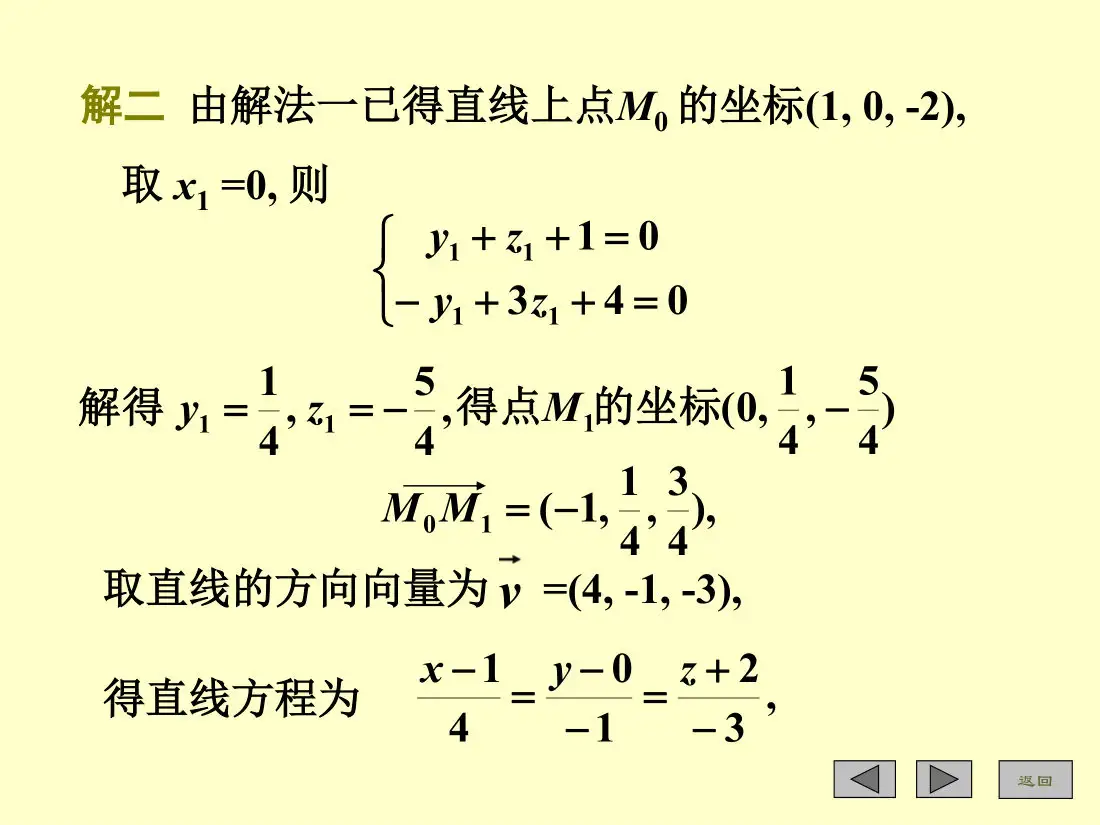 解二 由解法一已得直线上点M₀ 的坐标(1, 0, -2),
取 x₁ =0, 则
y₁ + z₁ + 1 = 0
− y₁ + 3z₁ + 4 = 0
解得 y₁ = 1/4 , z₁ = − 5/4 ,得点M₁的坐标(0, 1/4 , − 5/4)
M₀M₁ = (−1, 1/4 , 3/4),
取直线的方向向量为 v =(4, -1, -3),
得直线方程为 (x − 1)/4 = (y − 0)/(−1) = (z + 2)/(−3) ,
返回